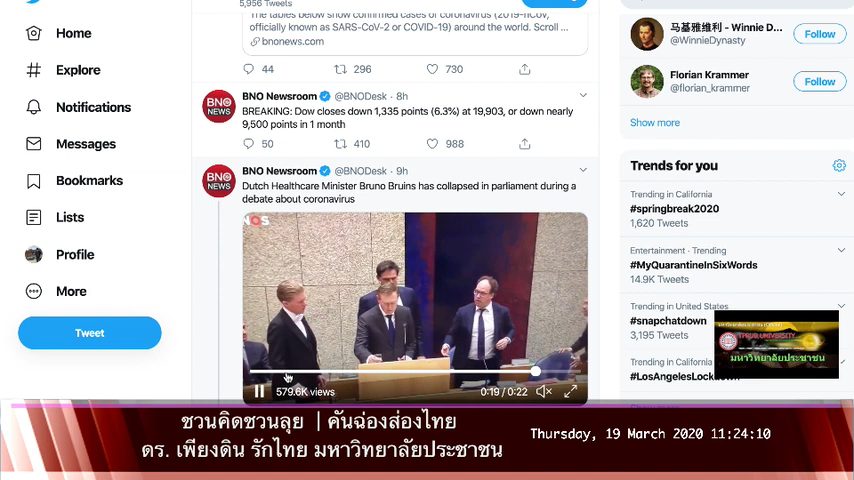 5,956 Tweets
The tables below show confirmed cases of coronavirus (2019-nCoV,
officially known as SARS-CoV-2 or COVID-19) around the world. Scroll ...
bnonews.com
44 296 730
BNO Newsroom @BNODesk · 8h
BREAKING: Dow closes down 1,335 points (6.3%) at 19,903, or down nearly
9,500 points in 1 month
50 410 988
BNO Newsroom @BNODesk · 9h
Dutch Healthcare Minister Bruno Bruins has collapsed in parliament during a
debate about coronavirus
BNO
NEWS
BNO
NEWS
NOS
579.6K views
0:19 / 0:22
Home
Explore
Notifications
Messages
Bookmarks
Lists
Profile
More
Tweet
马基雅维利 - Winnie D...
@WinnieDynasty
Follow
Florian Krammer
@florian_krammer
Follow
Show more
Trends for you
Trending in California
#springbreak2020
1,620 Tweets
Entertainment · Trending
#MyQuarantineInSixWords
14.9K Tweets
Trending in United States
#snapchatdown
3,195 Tweets
Trending in California
#LosAngelesLockdown
UNIVERSITY
มหาวิทยาลัยประชาชน
ชวนคิดชวนลุย | คันฉ่องส่องไทย
ดร. เพียงดิน รักไทย มหาวิทยาลัยประชาชน
Thursday, 19 March 2020 11:24:10